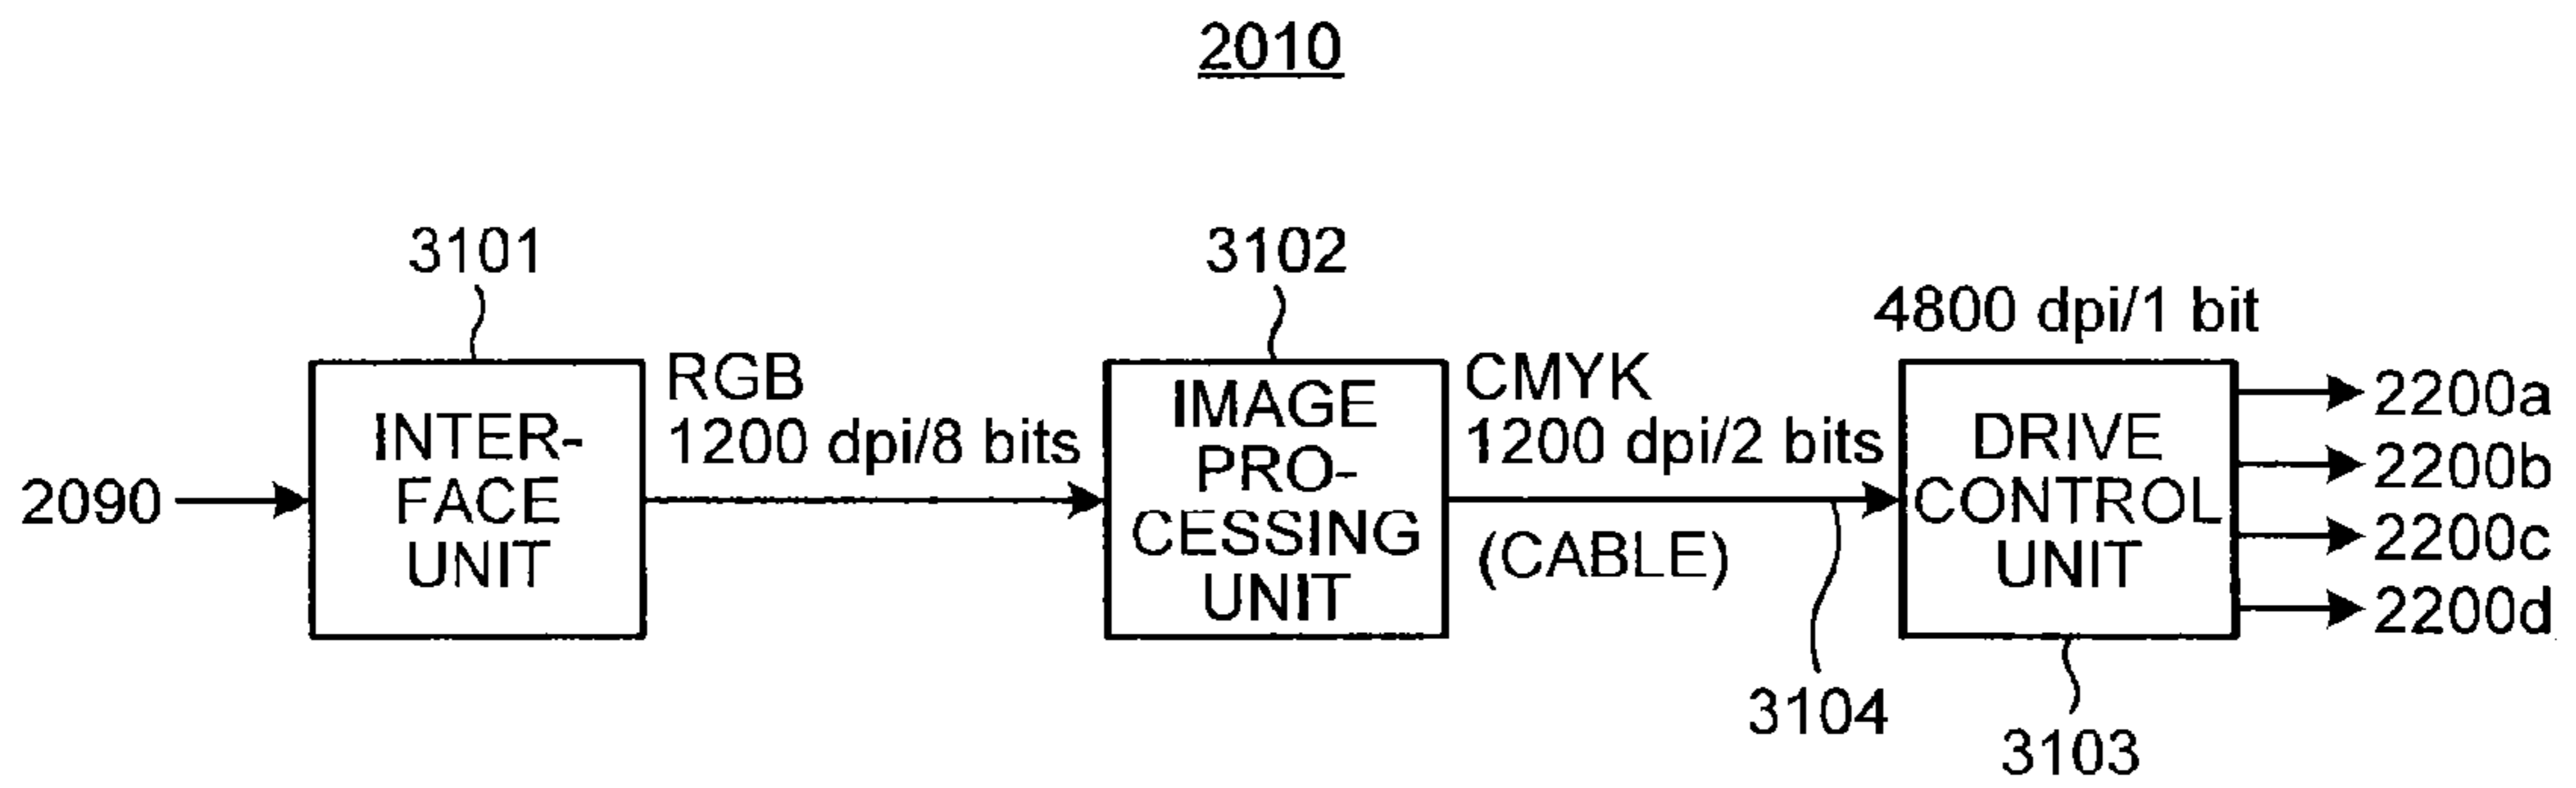 2010
3101
3102
4800 dpi/1 bit
RGB
1200 dpi/8 bits
CMYK
1200 dpi/2 bits
(CABLE)
2090
INTER-
FACE
UNIT
IMAGE
PRO-
CESSING
UNIT
DRIVE
CONTROL
UNIT
2200a
2200b
2200c
2200d
3104
3103